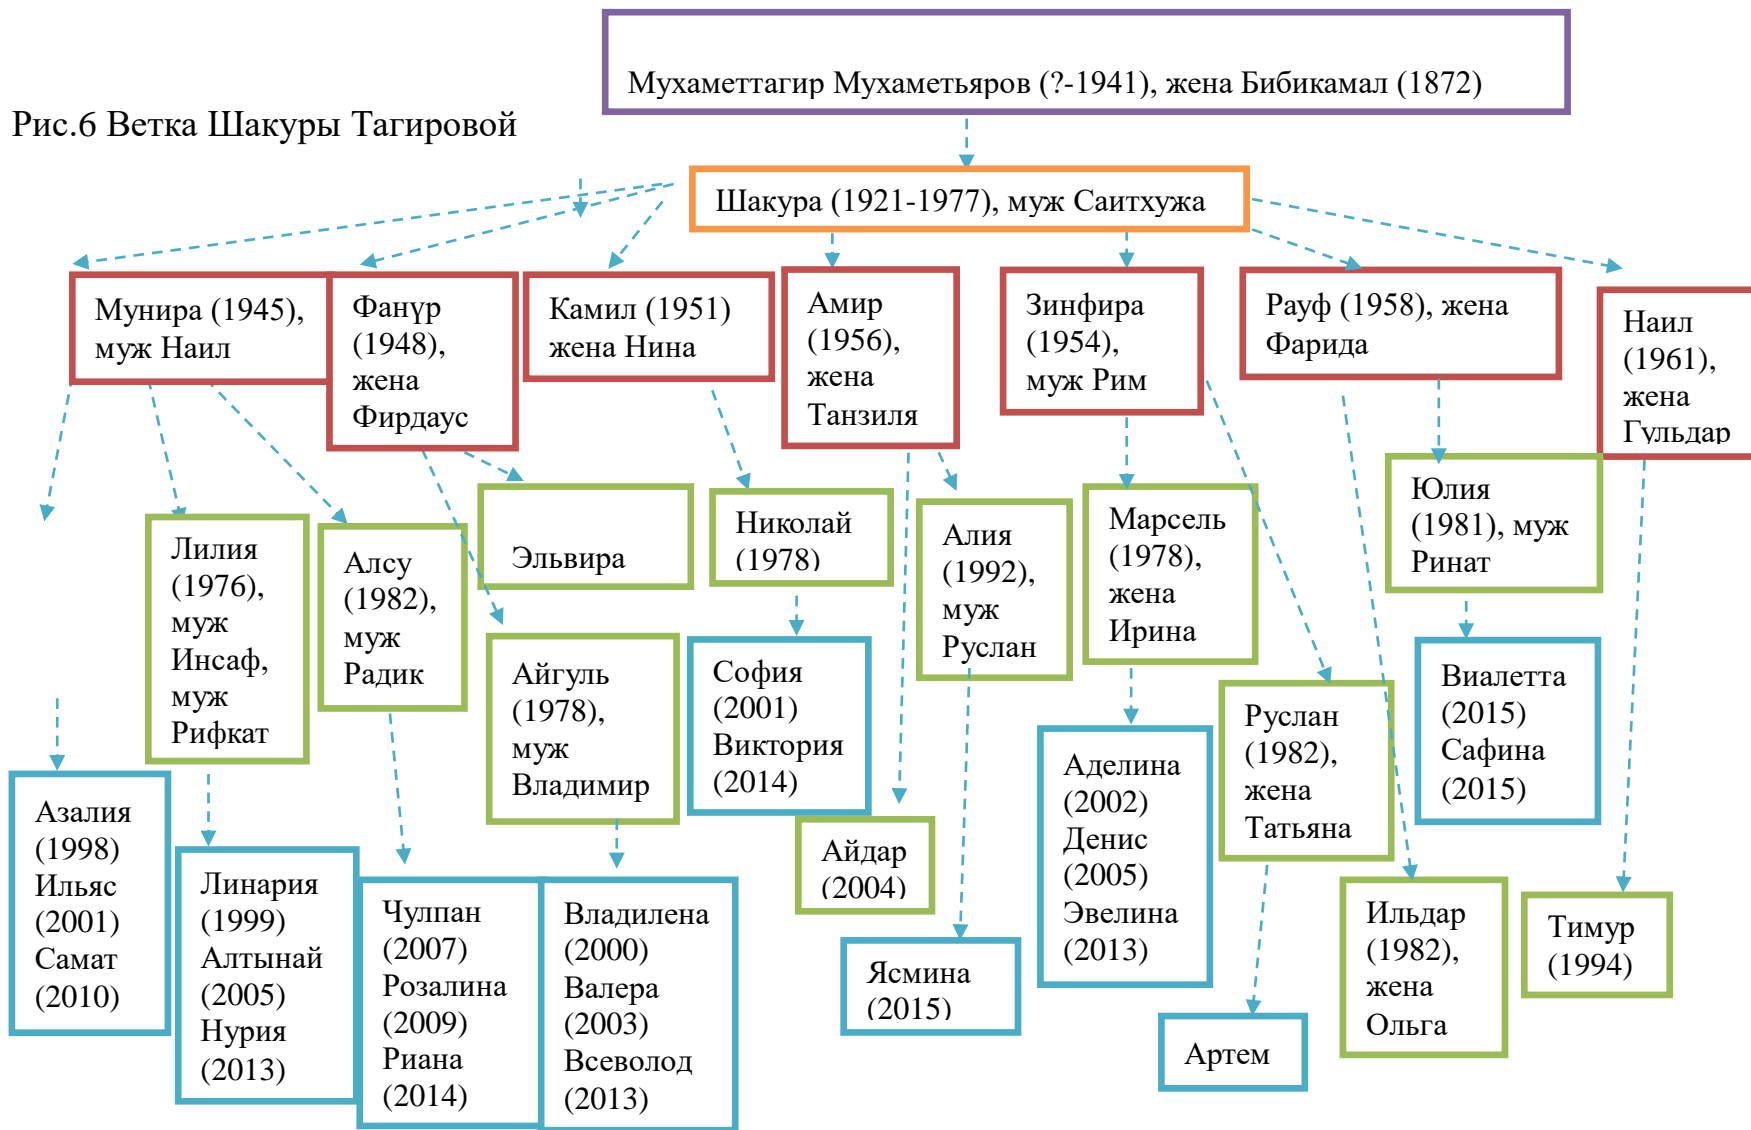 Мухаметтагир Мухаметьяров (?-1941), жена Бибикамал (1872)
Рис.6 Ветка Шакуры Тагировой
Шакура (1921-1977), муж Саитхужа
Мунира (1945),
муж Наил
Фанүр
(1948),
жена
Фирдаус
Камил (1951)
жена Нина
Амир
(1956),
жена
Танзиля
Зинфира
(1954),
муж Рим
Рауф (1958), жена
Фарида
Наил
(1961),
жена
Гульдар
Лилия
(1976),
муж
Инсаф,
муж
Рифкат
Алсу
(1982),
муж
Радик
Эльвира
Айгуль
(1978),
муж
Владимир
Николай
(1978)
Алия
(1992),
муж
Руслан
Марсель
(1978),
жена
Ирина
Руслан
(1982),
жена
Татьяна
Юлия
(1981), муж
Ринат
София
(2001)
Виктория
(2014)
Виалетта
(2015)
Сафина
(2015)
Аделина
(2002)
Денис
(2005)
Эвелина
(2013)
Азалия
(1998)
Ильяс
(2001)
Самат
(2010)
Линария
(1999)
Алтынай
(2005)
Нурия
(2013)
Чулпан
(2007)
Розалина
(2009)
Риана
(2014)
Владилена
(2000)
Валера
(2003)
Всеволод
(2013)
Айдар
(2004)
Ясмина
(2015)
Артем
Ильдар
(1982),
жена
Ольга
Тимур
(1994)